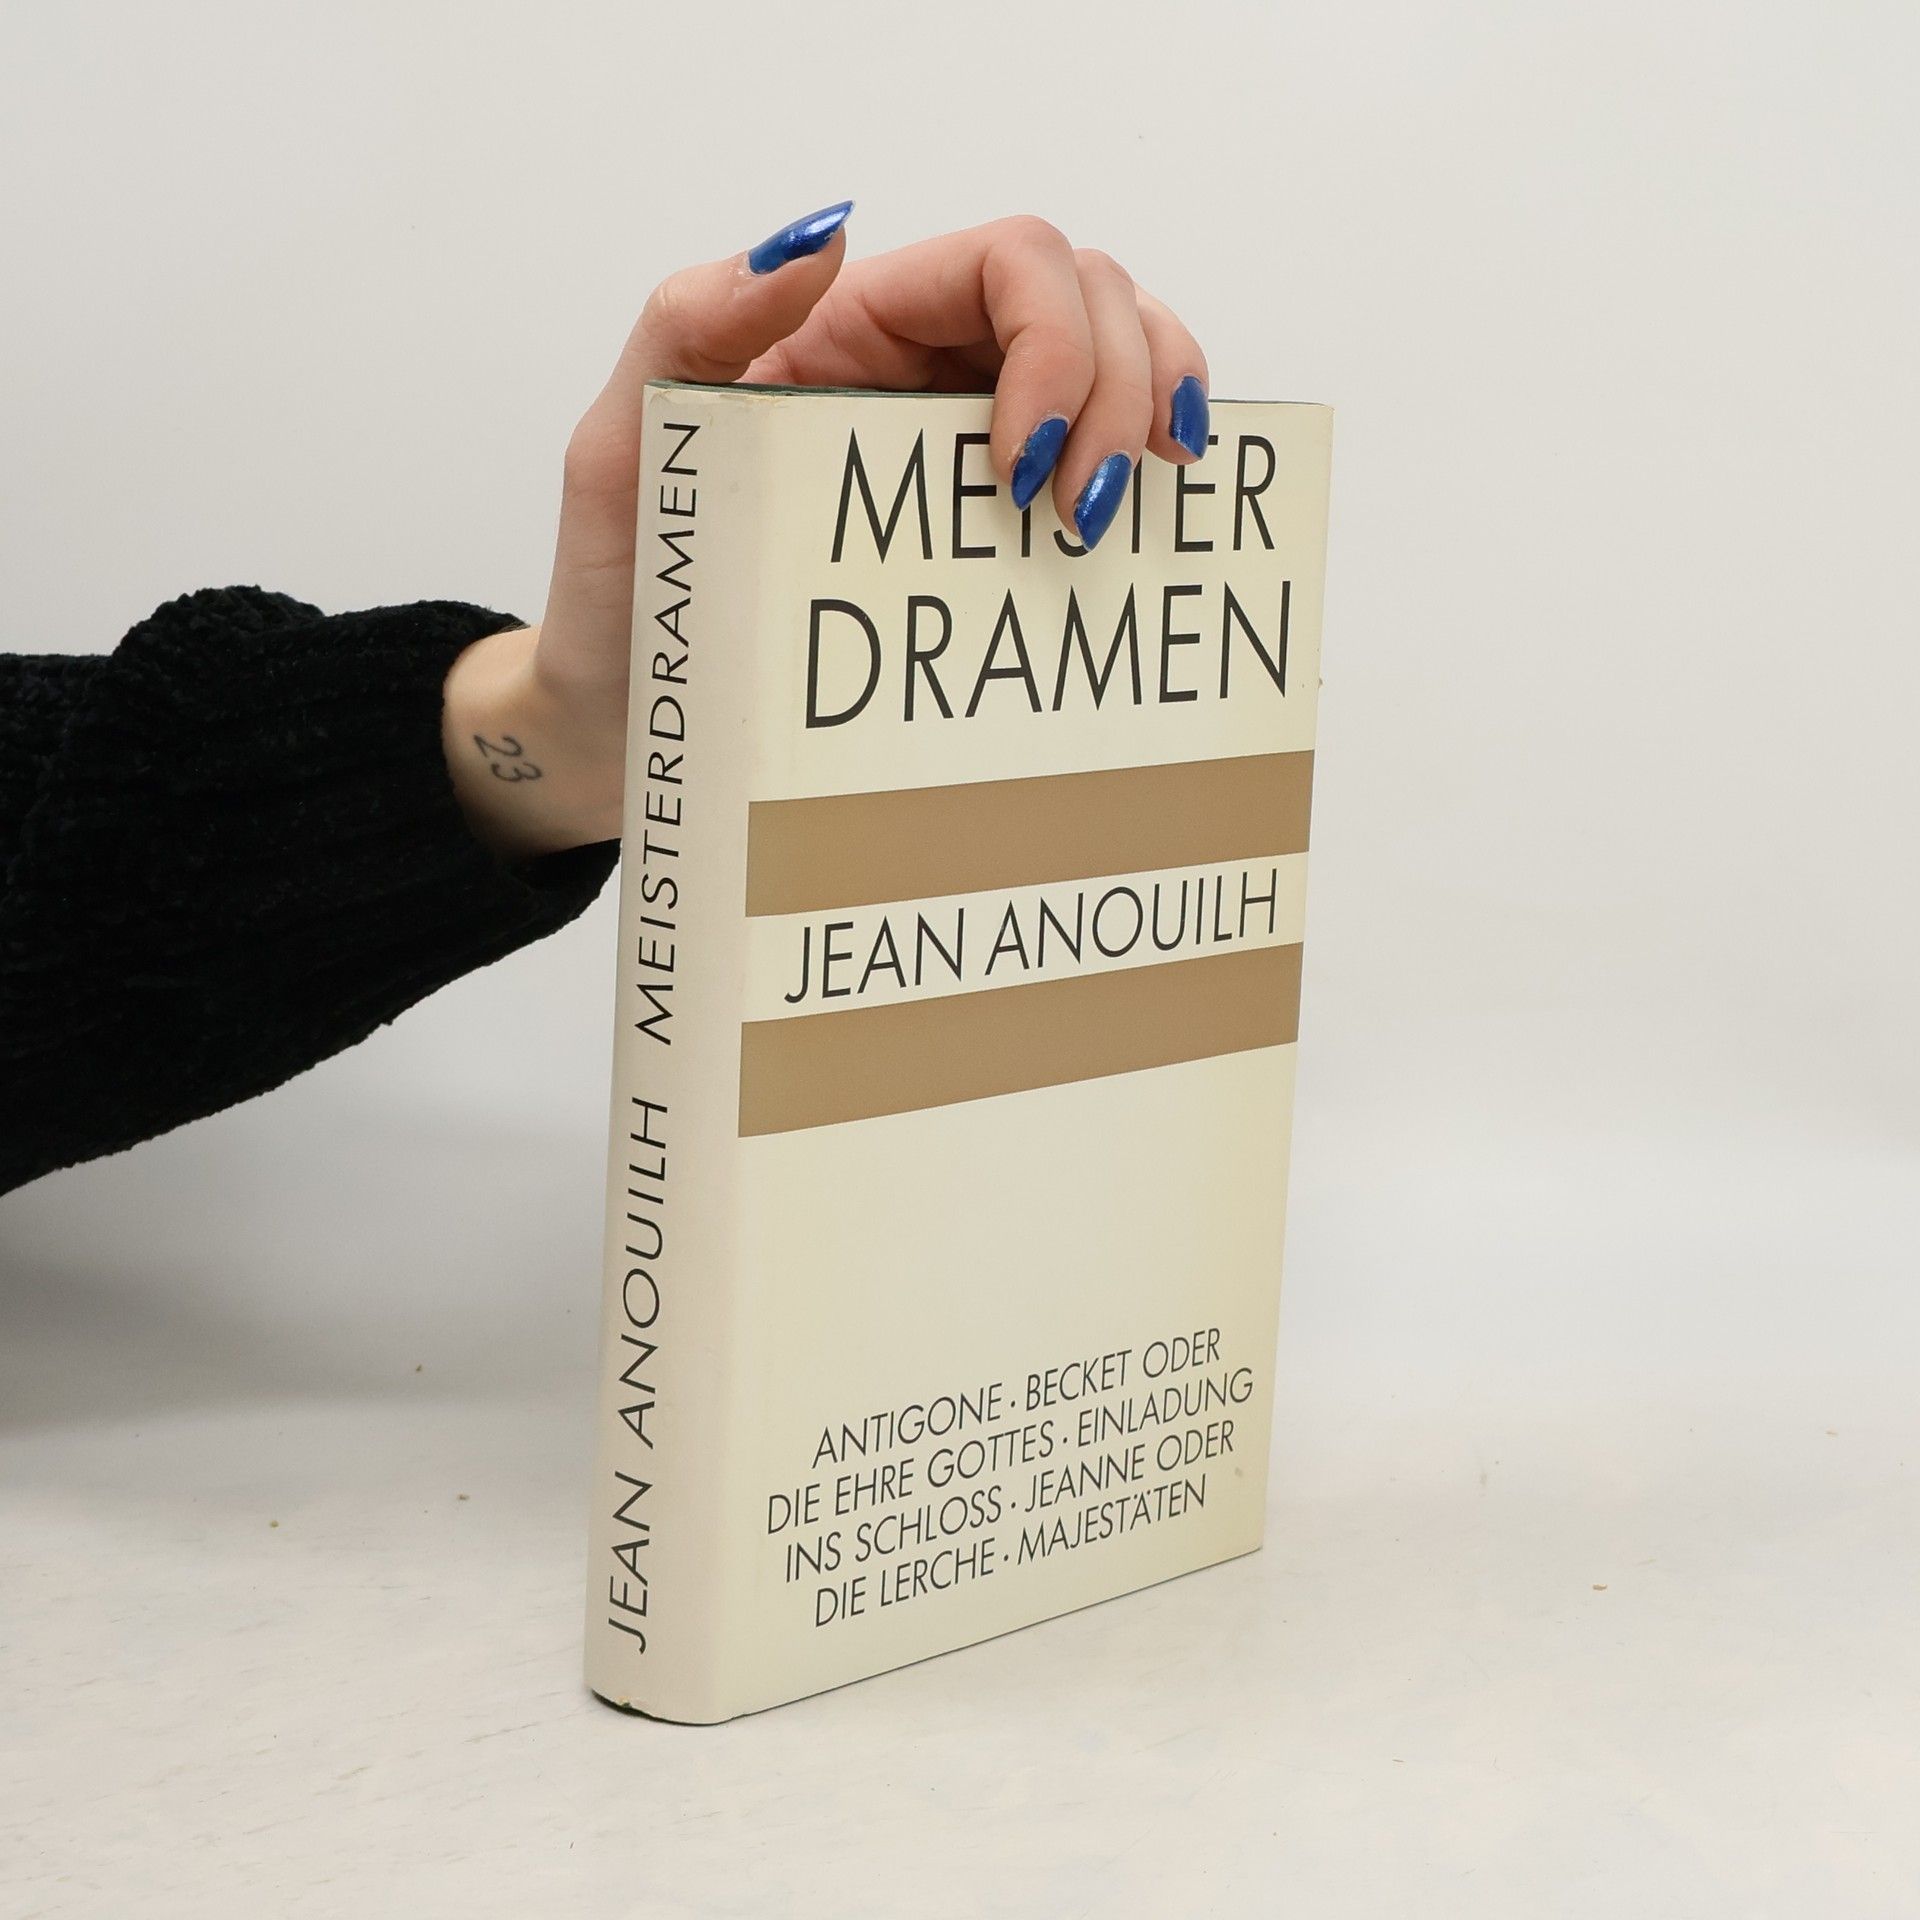 MEISTER
DRAMEN
JEAN ANOUILH
ANTIGONE · BECKET ODER
DIE EHRE GOTTES · EINLADUNG
INS SCHLOSS · JEANNE ODER
DIE LERCHE · MAJESTÄTEN
JEAN ANOUILH MEISTERDRAMEN
23